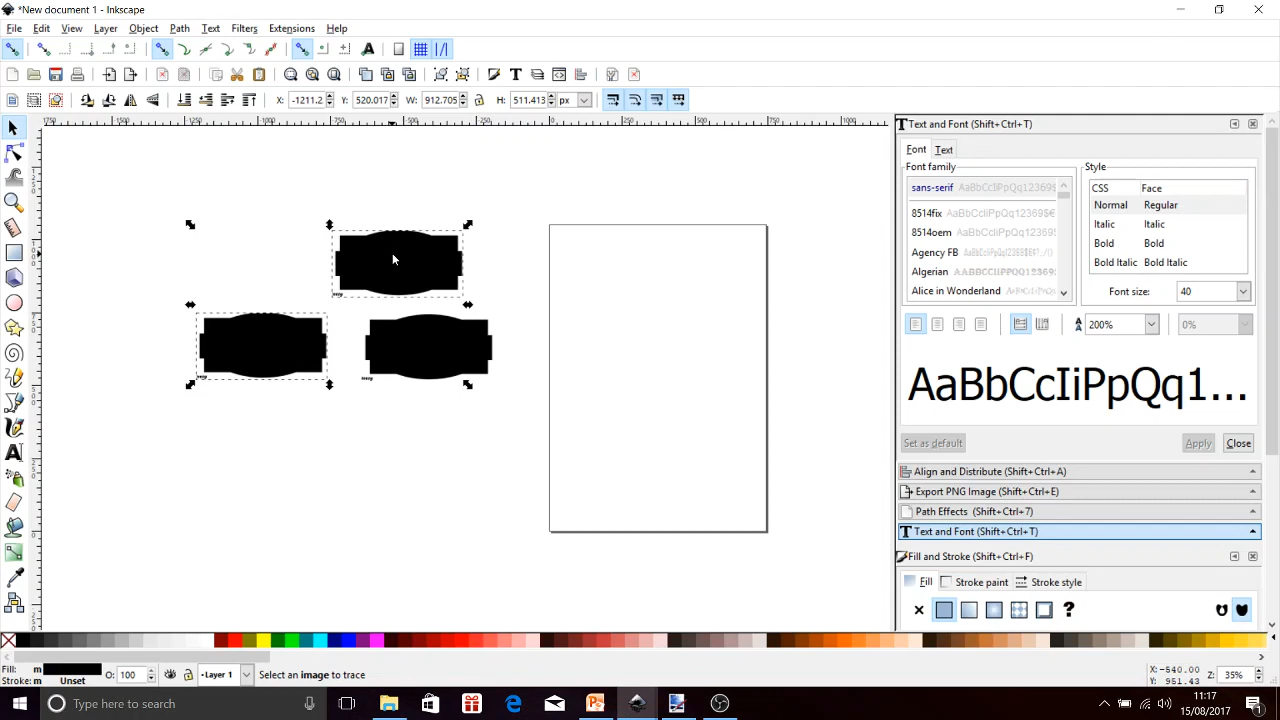 *New document 1 - Inkscape
File Edit View Layer Object Path Text Filters Extensions Help
X: -1211.2 Y: 520.017 W: 912.705 H: 511.413 px
Text and Font (Shift+Ctrl+T)
Font Text
Font family
sans-serif AaBbCcIiPpQq12369$
8514fix AaBbCcIiPpQq12369$€
8514oem AaBbCcIiPpQq12369$
Agency FB AaBbCcIiPpQq12369$€¢?.;/()
Algerian AaBbCcIiPpQq12369$
Alice in Wonderland AaBbCcIiPpQq
Style
CSS Face
Normal Regular
Italic Italic
Bold Bold
Bold Italic Bold Italic
Font size: 40
200% 0%
AaBbCcIiPpQq1...
Set as default Apply Close
Align and Distribute (Shift+Ctrl+A)
Export PNG Image (Shift+Ctrl+E)
Path Effects (Shift+Ctrl+7)
Text and Font (Shift+Ctrl+T)
Fill and Stroke (Shift+Ctrl+F)
Fill Stroke paint Stroke style
Fill: m
Stroke: m Unset
O: 100
Layer 1
Select an image to trace
X: -540.00
Y: 951.43
Z: 35%
Type here to search
11:17
15/08/2017